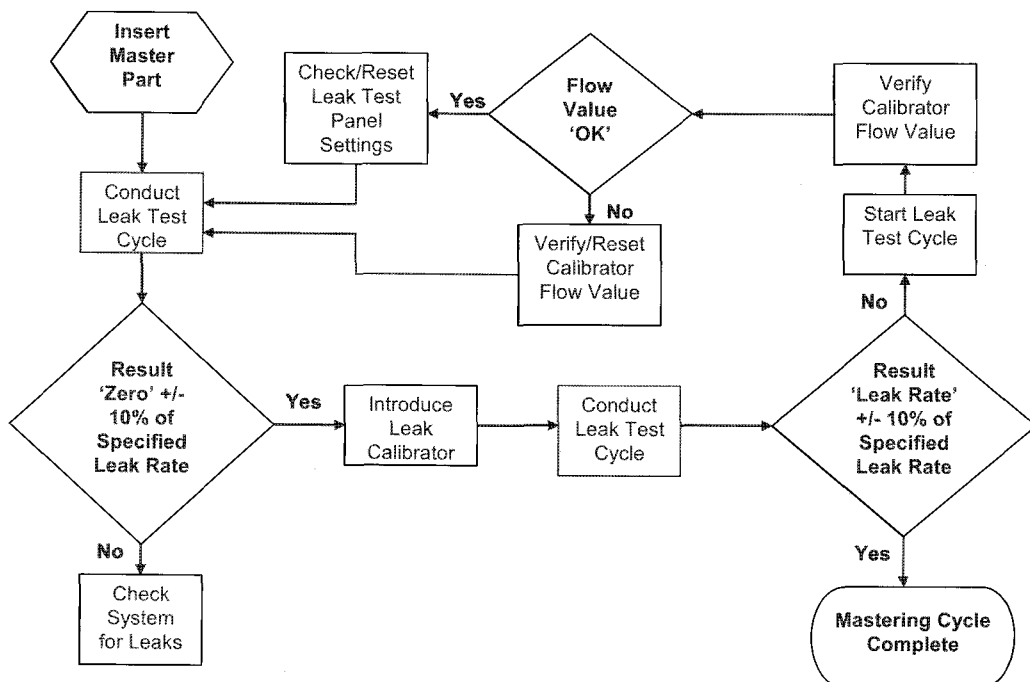 Insert
Master
Part
Check/Reset
Leak Test
Panel
Settings
Yes
Flow
Value
‘OK’
Verify
Calibrator
Flow Value
Conduct
Leak Test
Cycle
No
Verify/Reset
Calibrator
Flow Value
Start Leak
Test Cycle
No
Result
‘Zero’ +/-
10% of
Specified
Leak Rate
Yes
Introduce
Leak
Calibrator
Conduct
Leak Test
Cycle
Result
‘Leak Rate’
+/- 10% of
Specified
Leak Rate
No
Check
System
for Leaks
Yes
Mastering Cycle
Complete